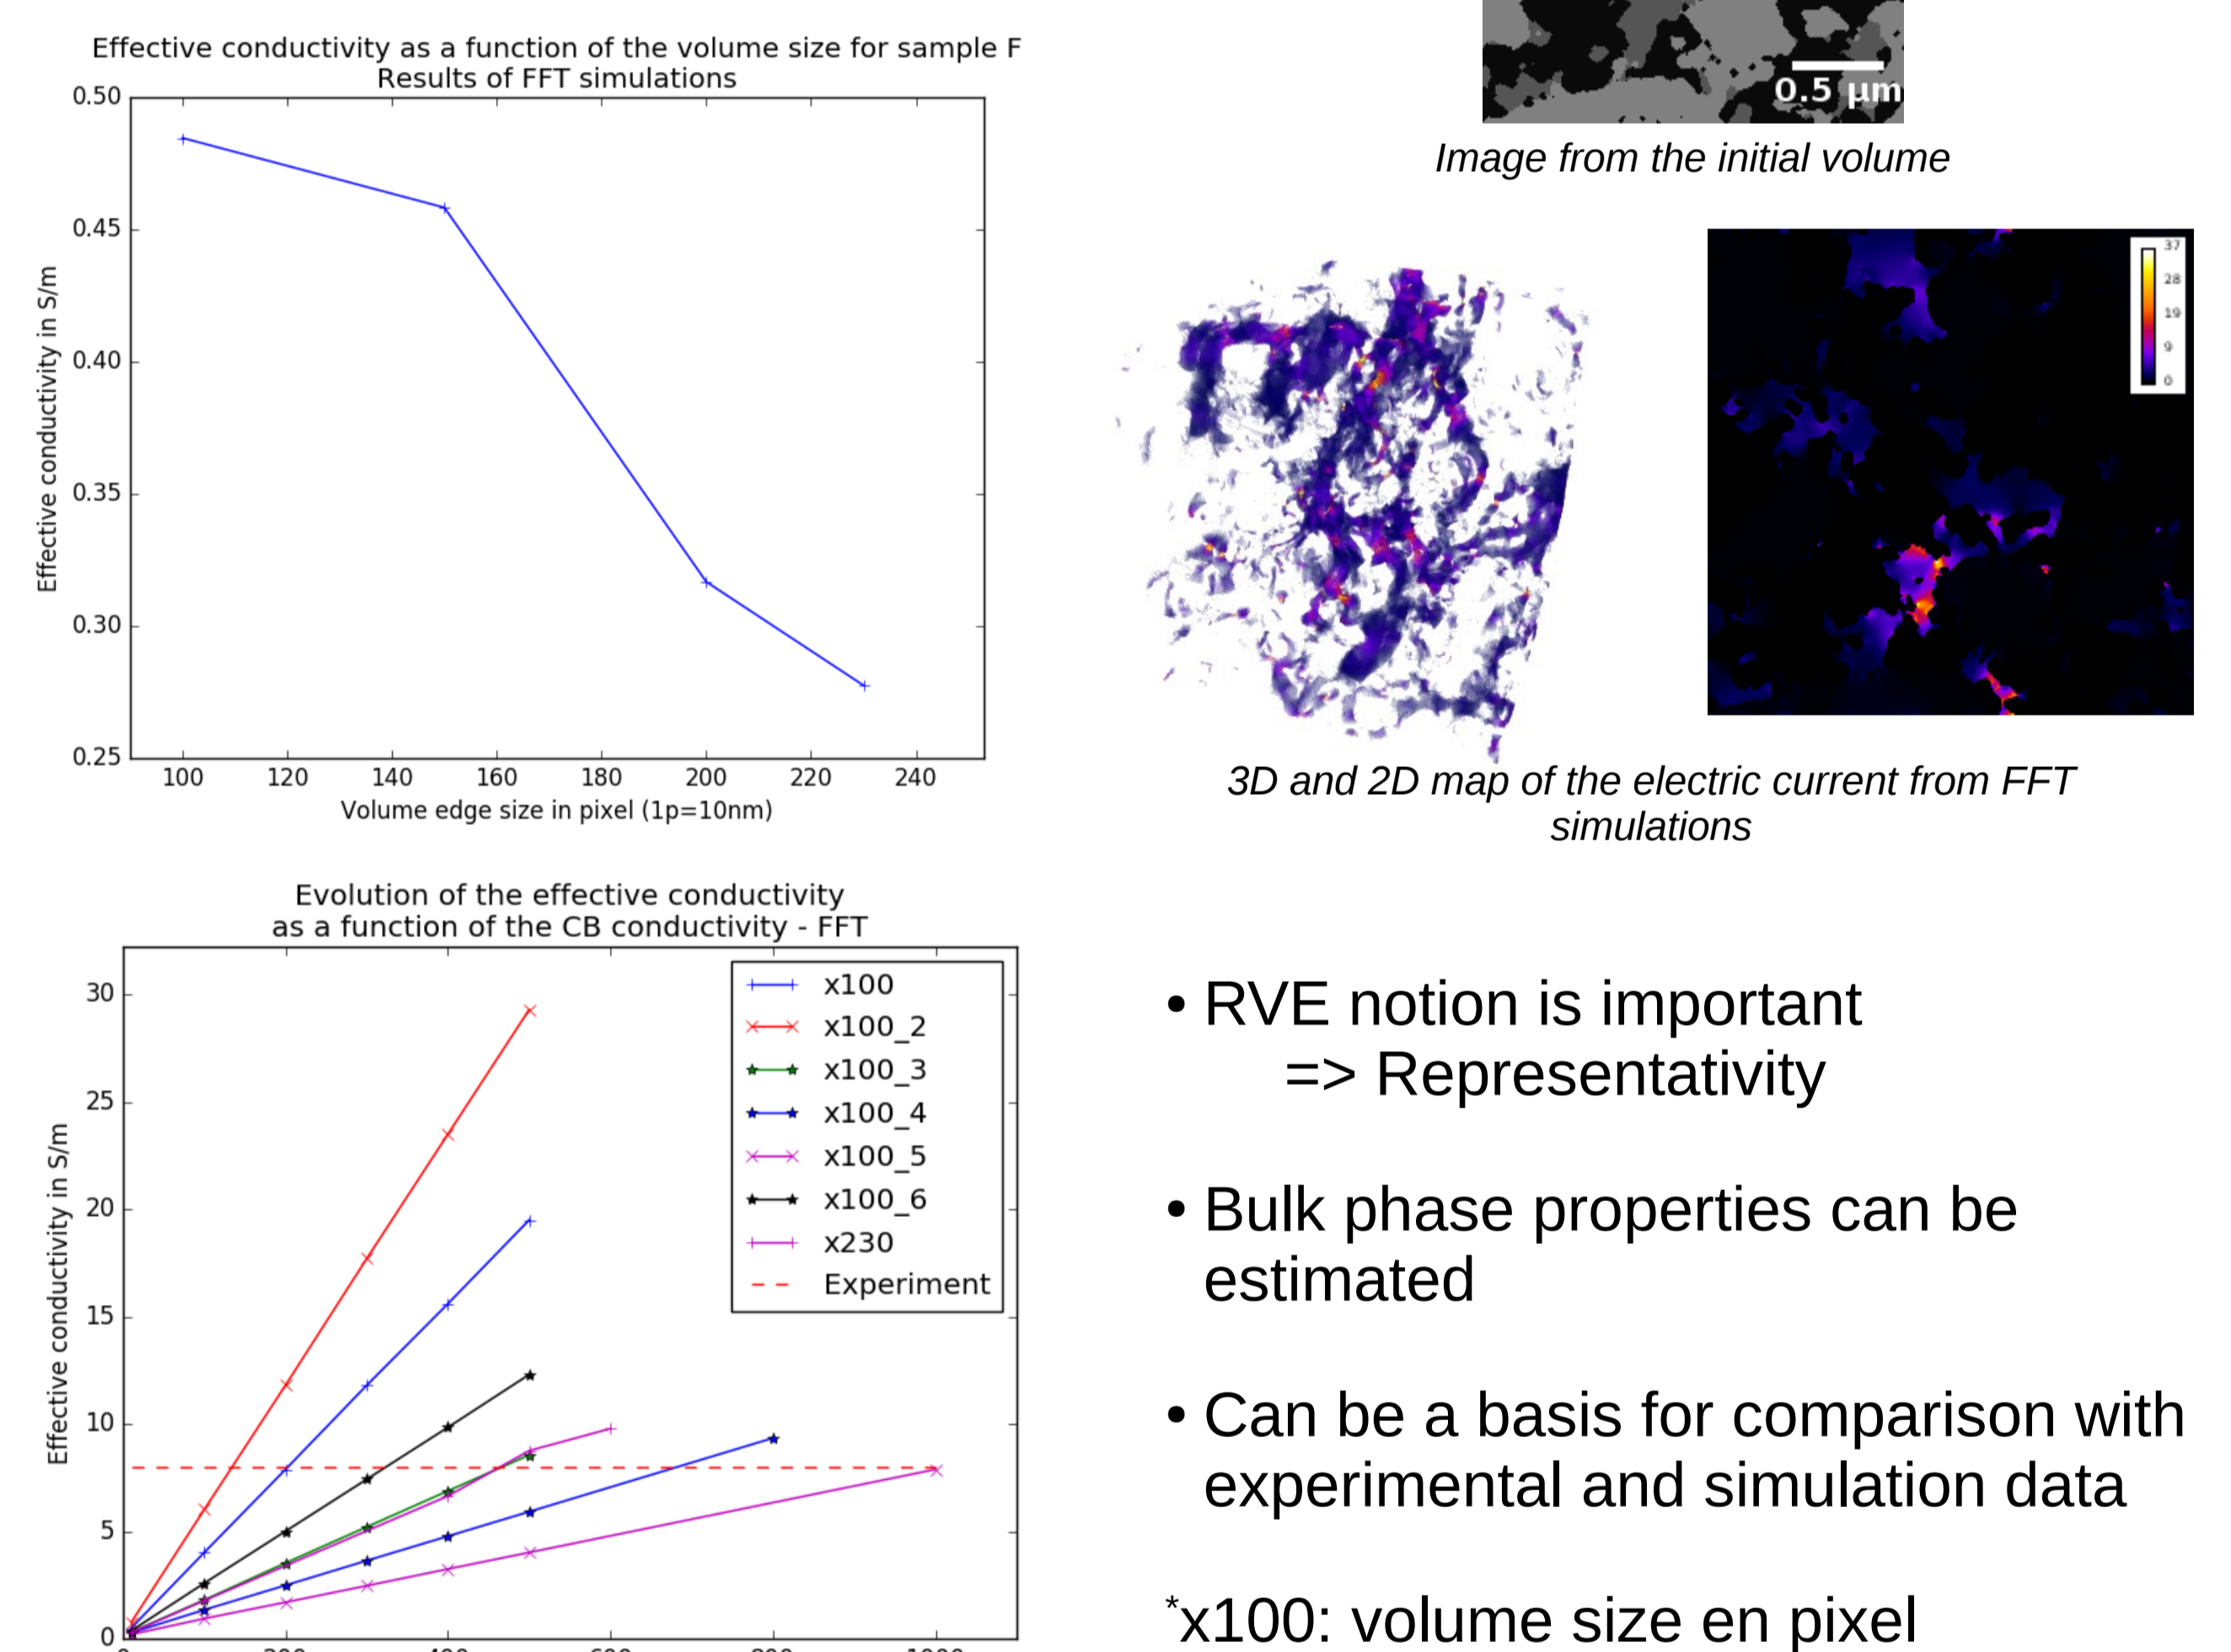 Effective conductivity as a function of the volume size for sample F
Results of FFT simulations
0.50
0.45
0.40
0.35
0.30
0.25
Effective conductivity in S/m
100 120 140 160 180 200 220 240
Volume edge size in pixel (1p=10nm)
0.5 µm
Image from the initial volume
37
28
19
9
0
3D and 2D map of the electric current from FFT
simulations
Evolution of the effective conductivity
as a function of the CB conductivity - FFT
30
25
20
15
10
5
0
Effective conductivity in S/m
x100
x100_2
x100_3
x100_4
x100_5
x100_6
x230
Experiment
0 200 400 600 800 1000
• RVE notion is important
=> Representativity
• Bulk phase properties can be
estimated
• Can be a basis for comparison with
experimental and simulation data
*x100: volume size en pixel